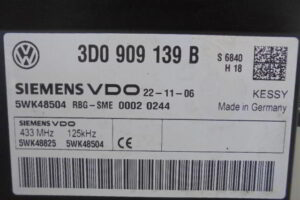 3D0 909 139 B
S 6840
H 18
SIEMENS VDO 22-11-06
KESSY
5WK48504 RBG-SME 0002 0244
Made in Germany
SIEMENS VDO
433 MHz 125kHz
5WK48825 5WK48504
CE